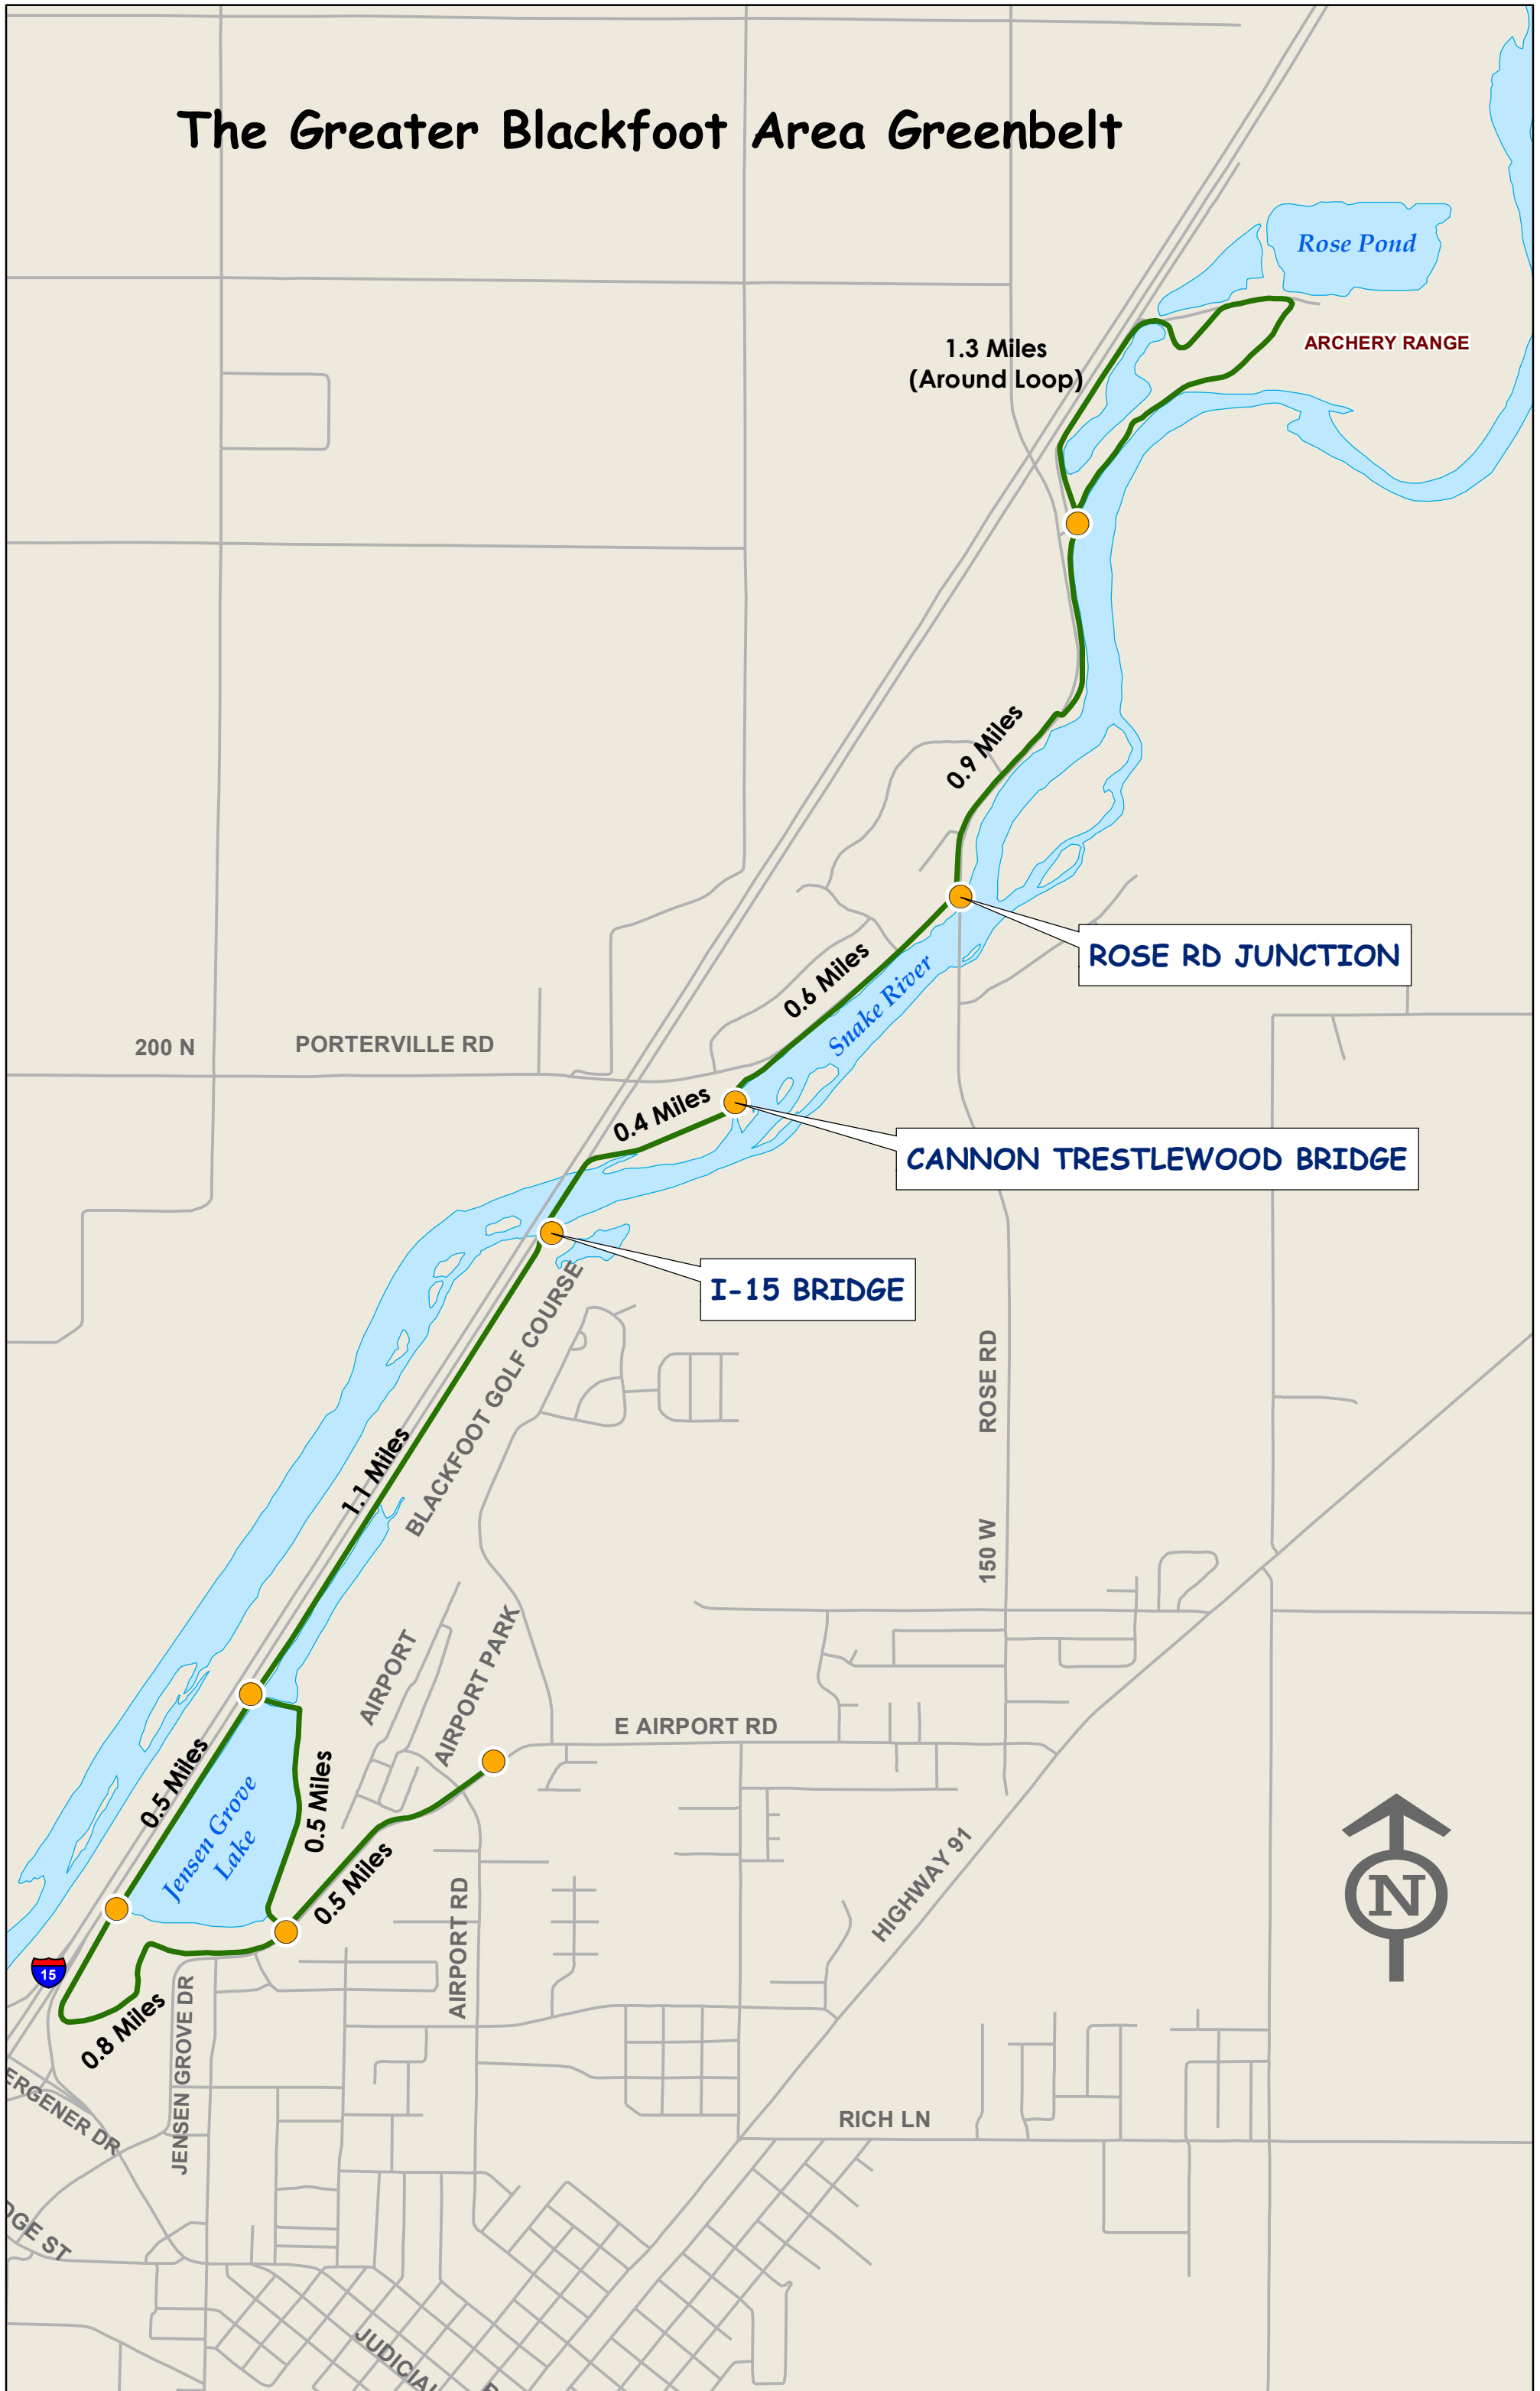 The Greater Blackfoot Area Greenbelt
Rose Pond
ARCHERY RANGE
1.3 Miles
(Around Loop)
0.9 Miles
ROSE RD JUNCTION
0.6 Miles
Snake River
200 N
PORTERVILLE RD
0.4 Miles
CANNON TRESTLEWOOD BRIDGE
I-15 BRIDGE
BLACKFOOT GOLF COURSE
ROSE RD
1.1 Miles
150 W
AIRPORT
AIRPORT PARK
E AIRPORT RD
0.5 Miles
0.5 Miles
Jensen Grove
Lake
0.5 Miles
HIGHWAY 91
N
AIRPORT RD
15
JENSEN GROVE DR
0.8 Miles
ERGENER DR
RICH LN
DGE ST
JUDICIAL